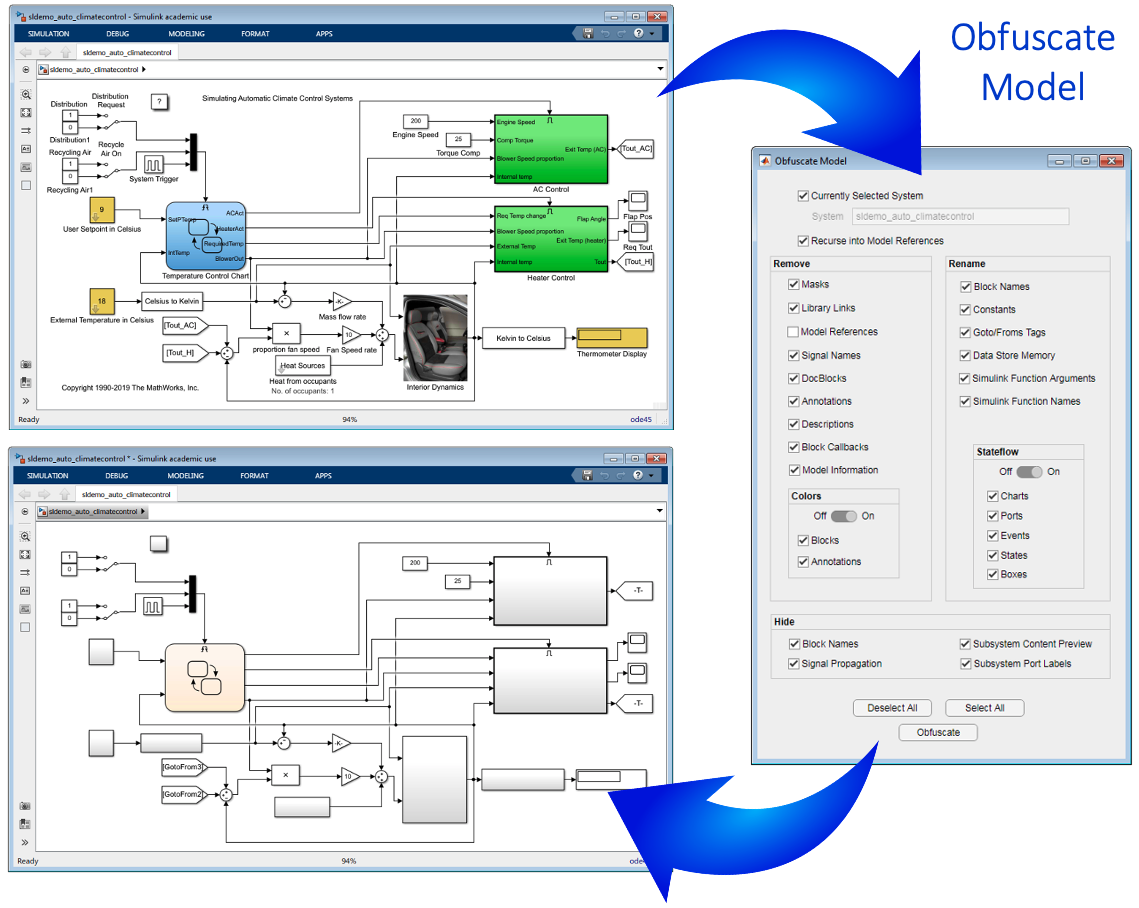 sldemo_auto_climatecontrol - Simulink academic use
SIMULATION DEBUG MODELING FORMAT APPS
sldemo_auto_climatecontrol
sldemo_auto_climatecontrol
Distribution
Distribution Request
1
0
Distribution1
?
Simulating Automatic Climate Control Systems
Recycling Air
Recycle Air On
1
0
Recycling Air1
System Trigger
200
Engine Speed
25
Torque Comp
Engine Speed
Comp Torque
Blower Speed proportion
Internal temp
Exit Temp (AC)
[Tout_AC]
AC Control
9
User Setpoint in Celsius
SetPTemp
IntTemp
ACAct
HeaterAct
RequiredTemp
BlowerOut
Temperature Control Chart
Req Temp change
Blower Speed proportion
External Temp
Internal temp
Flap Angle
Exit Temp (heater)
Tout
Flap Pos
Req Tout
[Tout_H]
Heater Control
18
External Temperature in Celsius
Celsius to Kelvin
-K-
Mass flow rate
[Tout_AC]
[Tout_H]
×
proportion fan speed
10
Fan Speed rate
Heat Sources
Heat from occupants
No. of occupants: 1
Interior Dynamics
Kelvin to Celsius
Thermometer Display
Copyright 1990-2019 The MathWorks, Inc.
Ready 94% ode45
Obfuscate
Model
Obfuscate Model
Currently Selected System
System sldemo_auto_climatecontrol
Recurse into Model References
Remove
Masks
Library Links
Model References
Signal Names
DocBlocks
Annotations
Descriptions
Block Callbacks
Model Information
Colors
Off On
Blocks
Annotations
Rename
Block Names
Constants
Goto/Froms Tags
Data Store Memory
Simulink Function Arguments
Simulink Function Names
Stateflow
Off On
Charts
Ports
Events
States
Boxes
Hide
Block Names
Signal Propagation
Subsystem Content Preview
Subsystem Port Labels
Deselect All
Select All
Obfuscate
sldemo_auto_climatecontrol * - Simulink academic use
SIMULATION DEBUG MODELING FORMAT APPS
sldemo_auto_climatecontrol
sldemo_auto_climatecontrol
1
0
1
0
200
25
-T-
-T-
-K-
[GotoFrom3]
[GotoFrom2]
×
10
Ready 94%